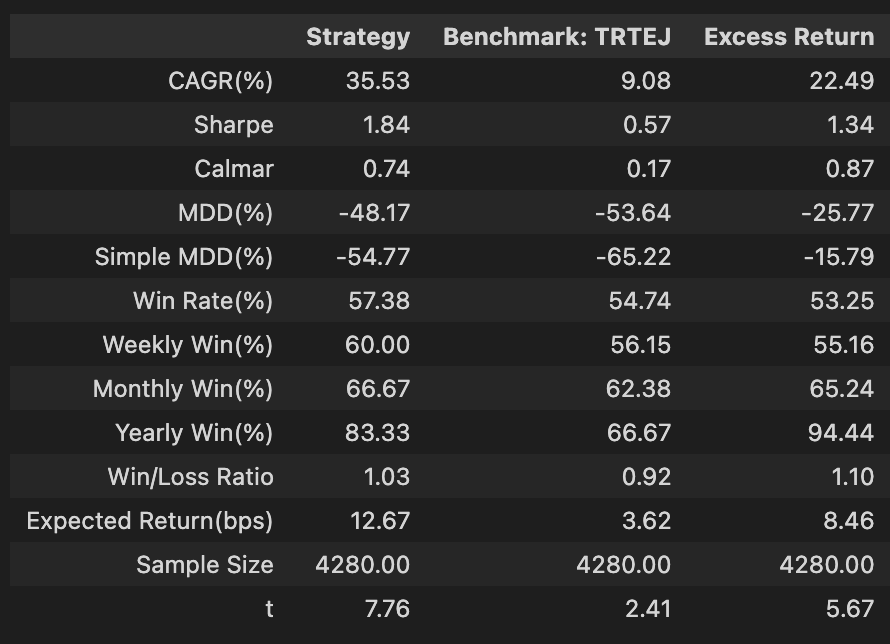 Strategy Benchmark: TRTEJ Excess Return
CAGR(%) 35.53 9.08 22.49
Sharpe 1.84 0.57 1.34
Calmar 0.74 0.17 0.87
MDD(%) -48.17 -53.64 -25.77
Simple MDD(%) -54.77 -65.22 -15.79
Win Rate(%) 57.38 54.74 53.25
Weekly Win(%) 60.00 56.15 55.16
Monthly Win(%) 66.67 62.38 65.24
Yearly Win(%) 83.33 66.67 94.44
Win/Loss Ratio 1.03 0.92 1.10
Expected Return(bps) 12.67 3.62 8.46
Sample Size 4280.00 4280.00 4280.00
t 7.76 2.41 5.67